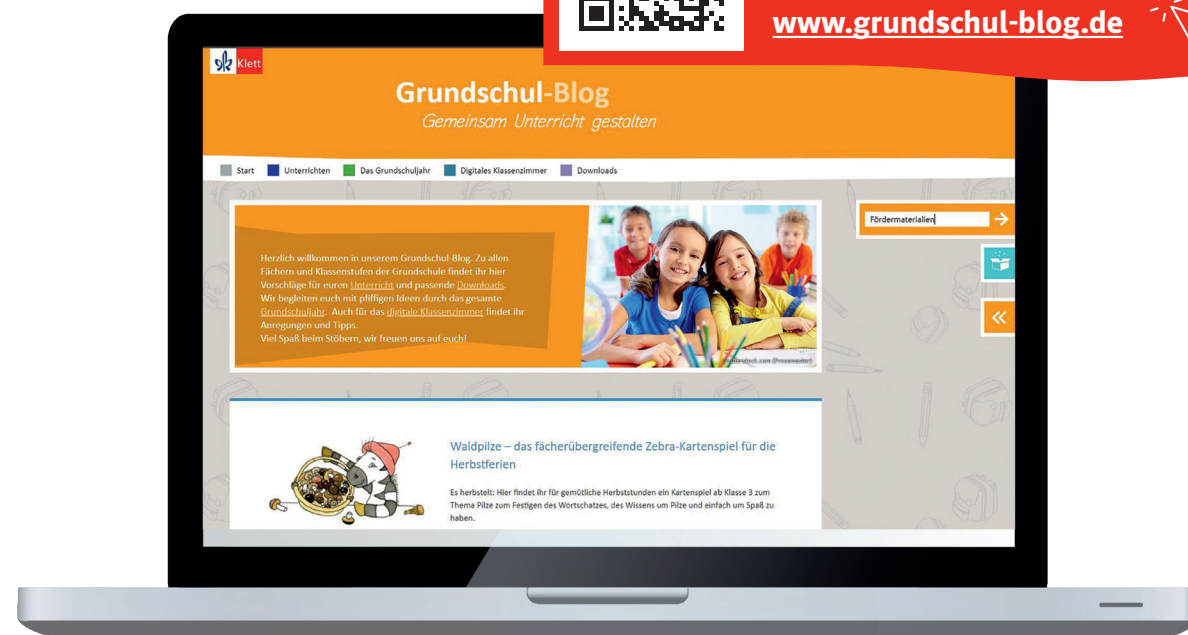 www.grundschul-blog.de
Klett
Grundschul-Blog
Gemeinsam Unterricht gestalten
Start
Unterrichten
Das Grundschuljahr
Digitales Klassenzimmer
Downloads
Fördermaterialien
Herzlich willkommen in unserem Grundschul-Blog. Zu allen
Fächern und Klassenstufen der Grundschule findet ihr hier
Vorschläge für euren Unterricht und passende Downloads.
Wir begleiten euch mit pfiffigen Ideen durch das gesamte
Grundschuljahr. Auch für das digitale Klassenzimmer findet ihr
Anregungen und Tipps.
Viel Spaß beim Stöbern, wir freuen uns auf euch!
Waldpilze – das fächerübergreifende Zebra-Kartenspiel für die
Herbstferien
Es herbstelt: Hier findet ihr für gemütliche Herbststunden ein Kartenspiel ab Klasse 3 zum
Thema Pilze zum Festigen des Wortschatzes, des Wissens um Pilze und einfach um Spaß zu
haben.